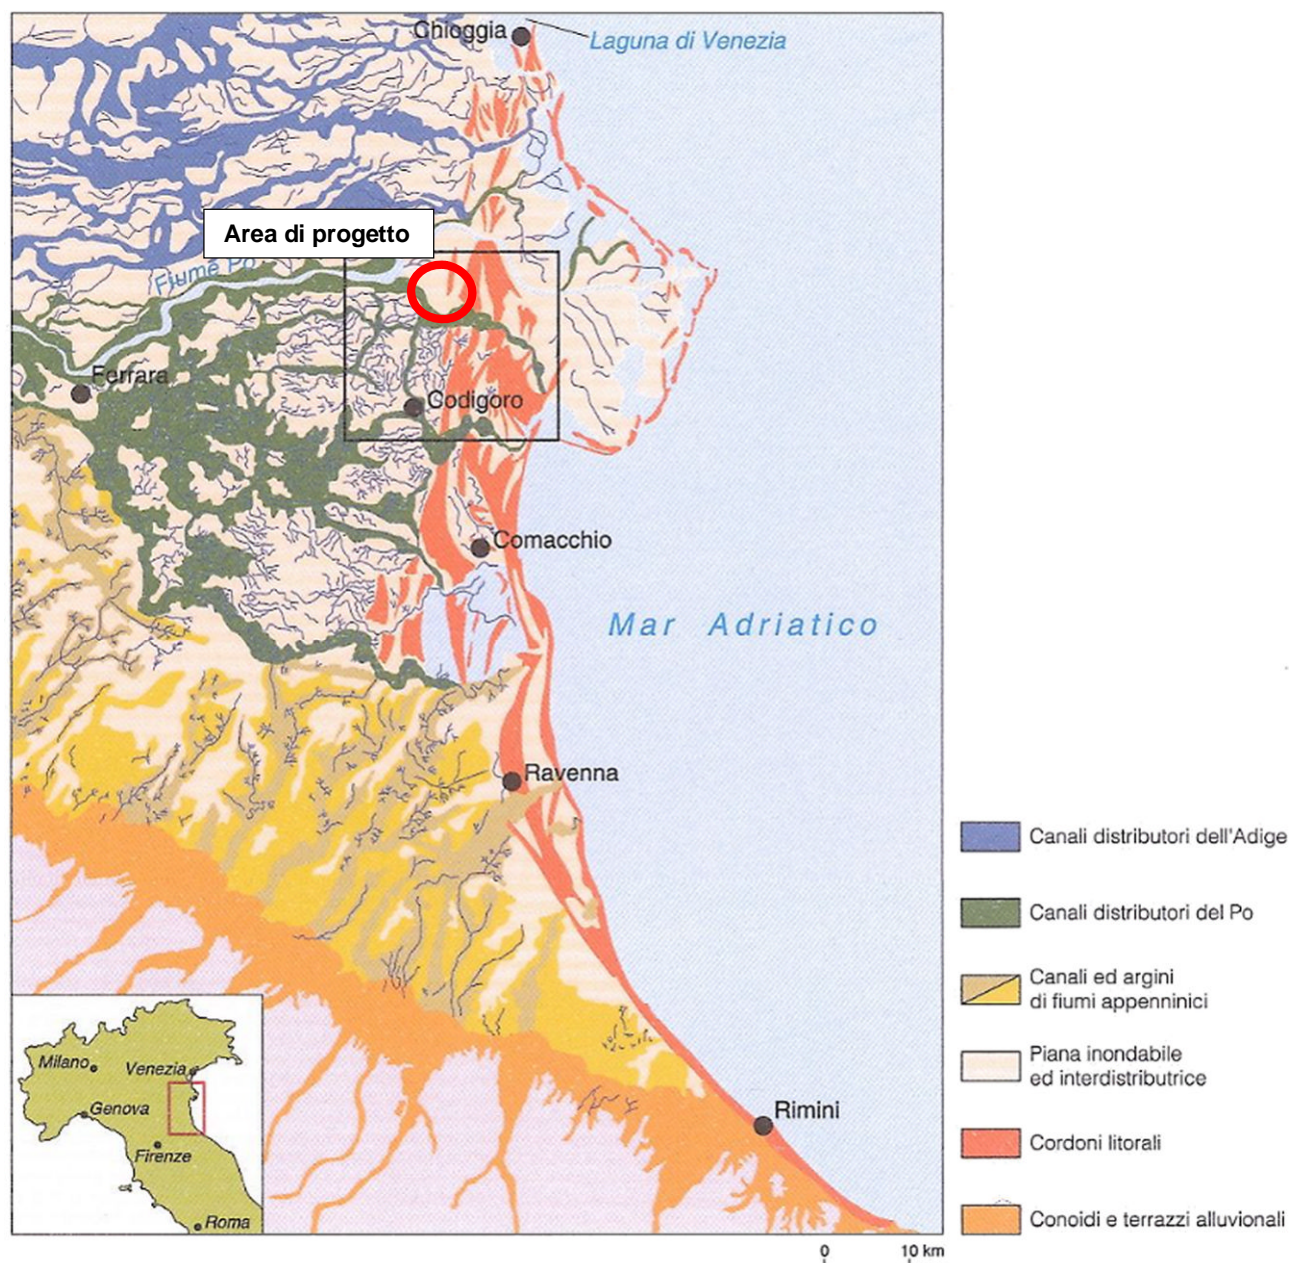 Chioggia
Laguna di Venezia
Area di progetto
Fiume Po
Ferrara
Codigoro
Comacchio
Mar Adriatico
Ravenna
Rimini
Canali distributori dell'Adige
Canali distributori del Po
Canali ed argini
di fiumi appenninici
Piana inondabile
ed interdistributrice
Cordoni litorali
Conoidi e terrazzi alluvionali
Milano
Venezia
Genova
Firenze
Roma
0 10 km